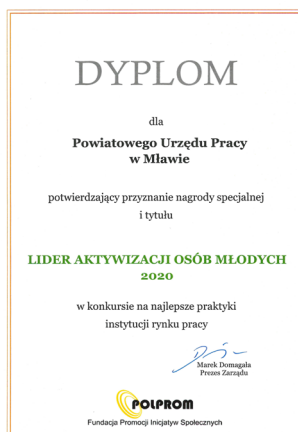 DYPLOM
dla
Powiatowego Urzędu Pracy
w Mławie
potwierdzający przyznanie nagrody specjalnej
i tytułu
LIDER AKTYWIZACJI OSÓB MŁODYCH
2020
w konkursie na najlepsze praktyki
instytucji rynku pracy
Marek Domagała
Prezes Zarządu
POLPROM
Fundacja Promocji Inicjatyw Społecznych